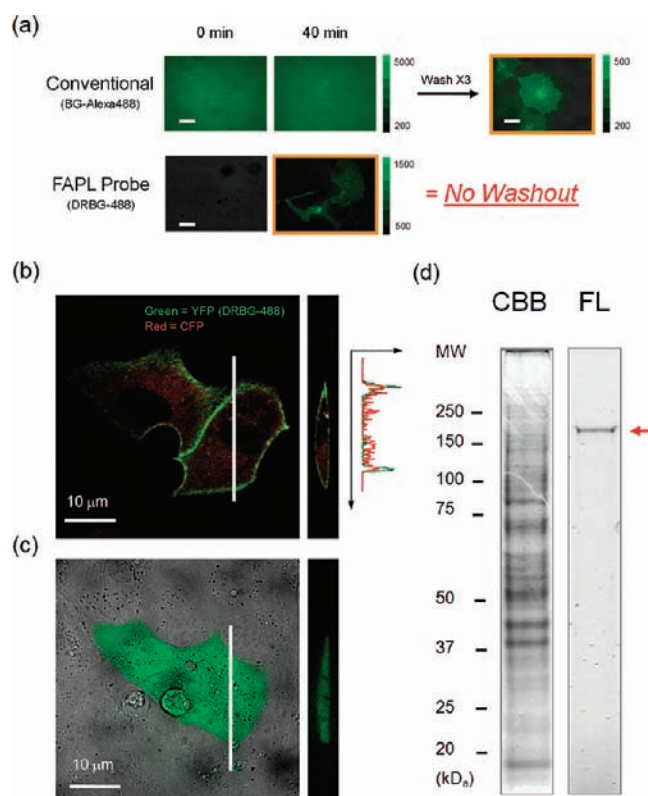 (a)
0 min 40 min
Conventional
(BG-Alexa488)
5000
200
Wash X3
500
200
FAPL Probe
(DRBG-488)
1500
500
= No Washout
(b)
Green = YFP (DRBG-488)
Red = CFP
10 μm
(c)
10 μm
(d)
CBB FL
MW
250
150
100
75
50
37
25
20
(kDa)